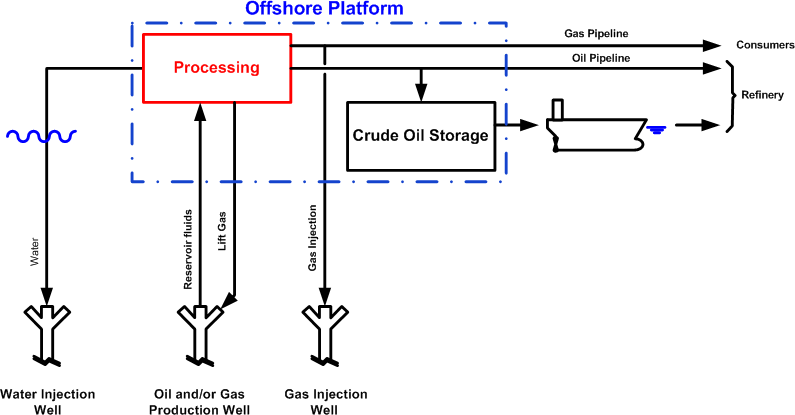 Offshore Platform
Gas Pipeline
Consumers
Processing
Oil Pipeline
Refinery
Crude Oil Storage
Water
Reservoir fluids
Lift Gas
Gas Injection
Water Injection
Well
Oil and/or Gas
Production Well
Gas Injection
Well